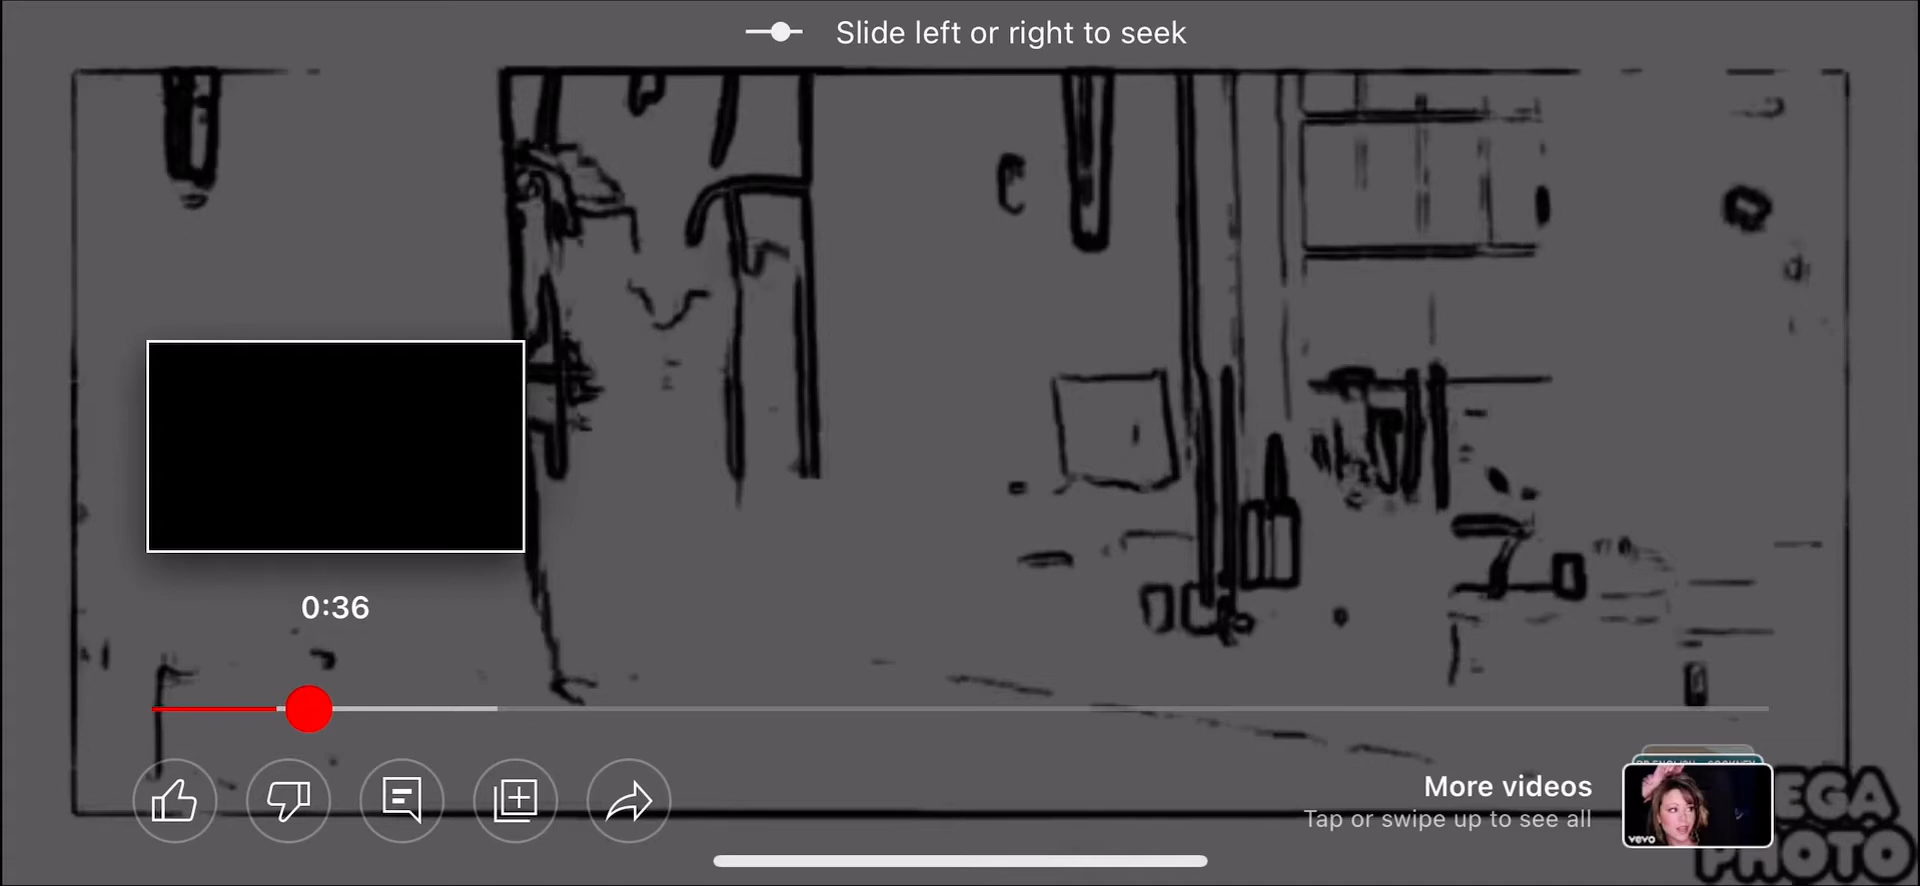 Slide left or right to seek
0:36
More videos
Tap or swipe up to see all
vevo
EGA
PHOTO